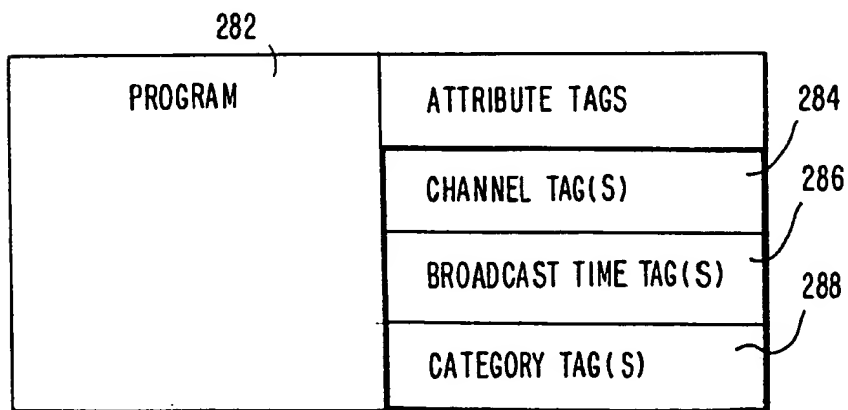 282
PROGRAM
ATTRIBUTE TAGS
284
CHANNEL TAG(S)
286
BROADCAST TIME TAG(S)
288
CATEGORY TAG(S)